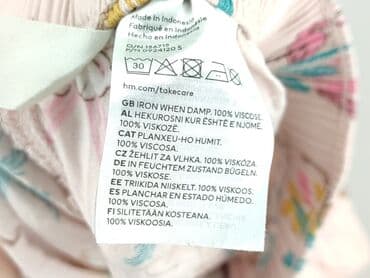 Made in Indonesia
Fabriqué en Indonésie
Hecho en Indonesia
30
hm.com/takecare
GB IRON WHEN DAMP. 100% VISCOSE.
AL HEKUROSNI KUR ËSHTË E NJOME.
100% VISKOZË.
CAT PLANXEU-HO HUMIT.
100% VISCOSA.
CZ ŽEHLIT ZA VLHKA. 100% VISKÓZA.
DE IN FEUCHTEM ZUSTAND BÜGELN.
100% VISKOSE.
EE TRIIKIDA NIISKELT. 100% VISKOOS.
ES PLANCHAR EN ESTADO HÚMEDO.
100% VISCOSA.
FI SILITETÄÄN KOSTEANA.
100% VISKOOSIA.